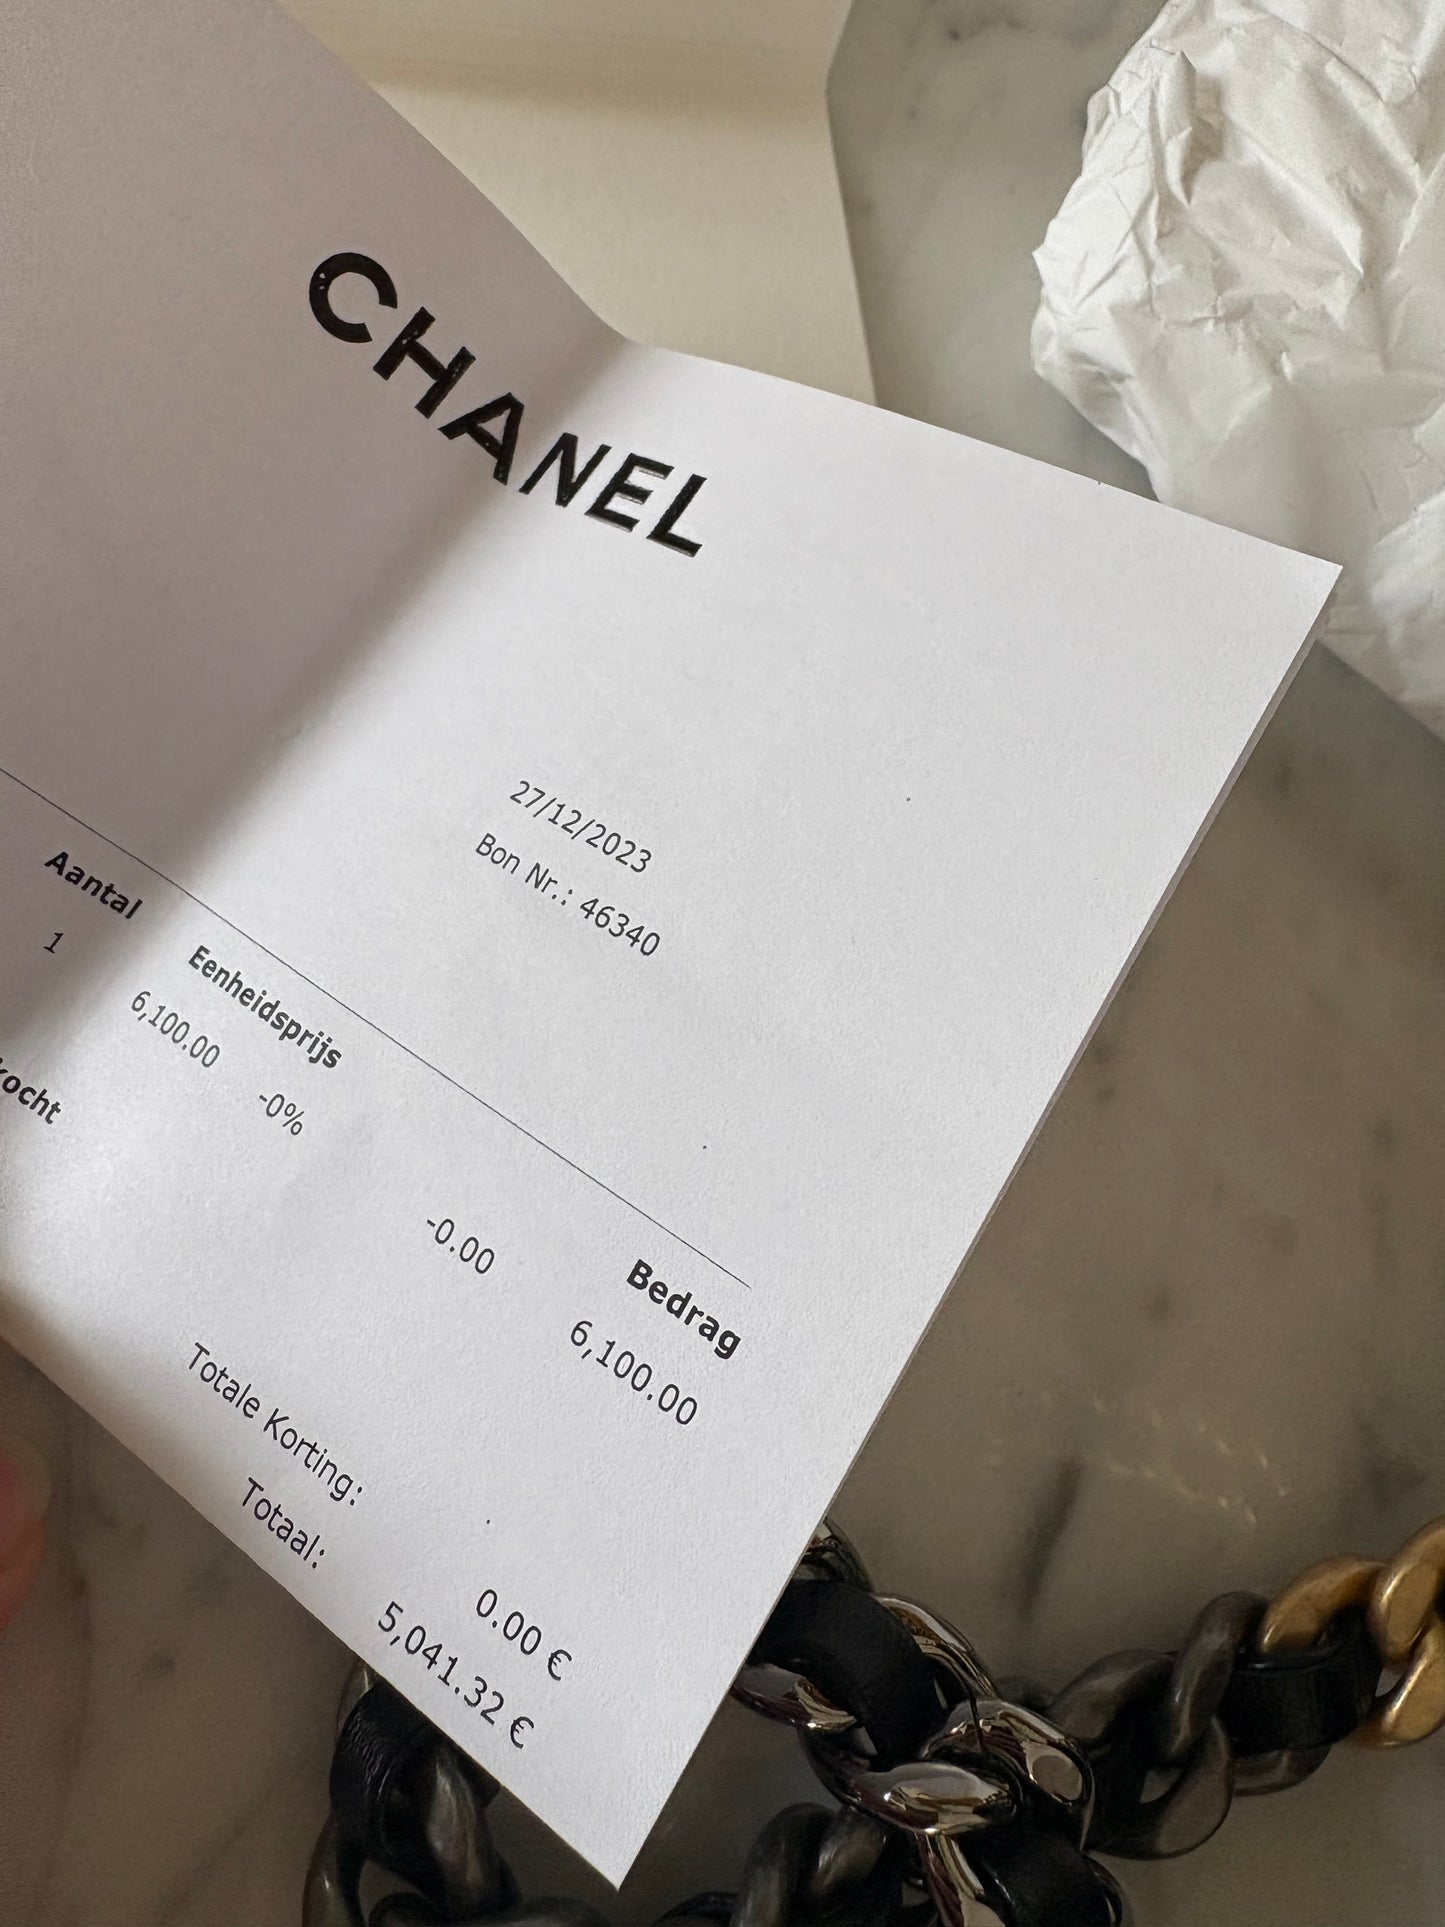 CHANEL
27/12/2023
Bon Nr.: 46340
Aantal Eenheidsprijs Bedrag
1 6,100.00 -0% -0.00 6,100.00
Totale Korting: 0.00 €
Totaal: 5,041.32 €